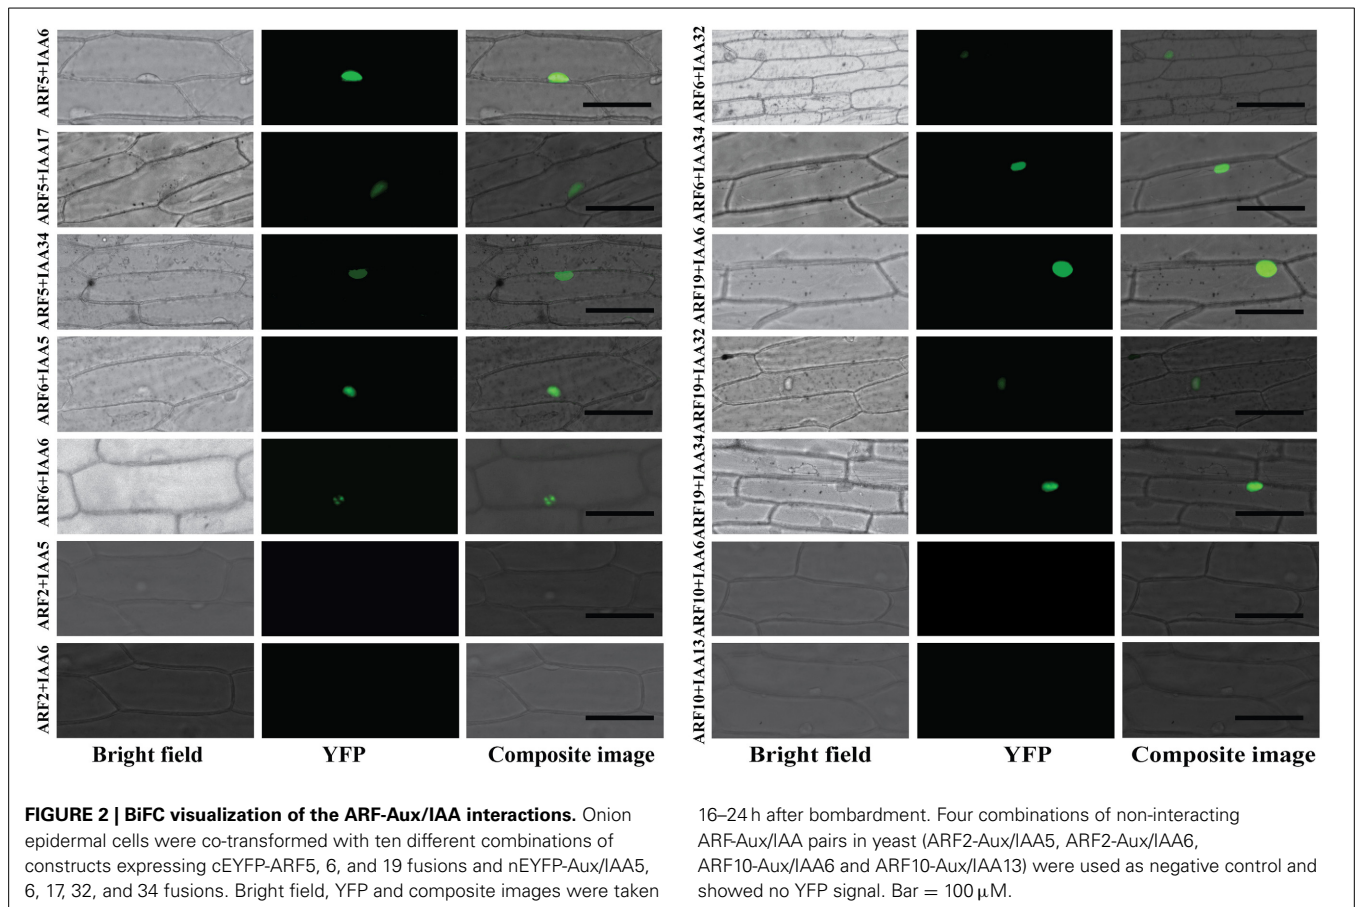 ARF5+IAA6
ARF5+IAA17
ARF5+IAA34
ARF6+IAA5
ARF6+IAA6
ARF2+IAA5
ARF2+IAA6
Bright field YFP Composite image
ARF6+IAA32
ARF6+IAA34
ARF19+IAA6
ARF19+IAA32
ARF19+IAA34
ARF10+IAA6
ARF10+IAA13
Bright field YFP Composite image
FIGURE 2 | BiFC visualization of the ARF-Aux/IAA interactions. Onion
epidermal cells were co-transformed with ten different combinations of
constructs expressing cEYFP-ARF5, 6, and 19 fusions and nEYFP-Aux/IAA5,
6, 17, 32, and 34 fusions. Bright field, YFP and composite images were taken
16–24 h after bombardment. Four combinations of non-interacting
ARF-Aux/IAA pairs in yeast (ARF2-Aux/IAA5, ARF2-Aux/IAA6,
ARF10-Aux/IAA6 and ARF10-Aux/IAA13) were used as negative control and
showed no YFP signal. Bar = 100 μM.